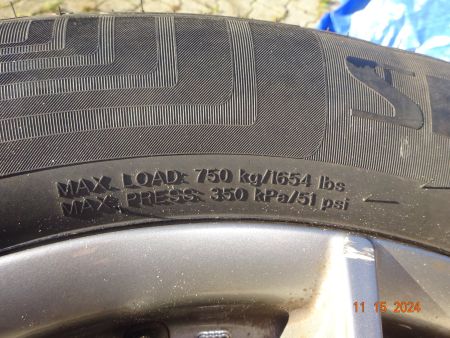 MAX. LOAD: 750 kg/1654 lbs
MAX. PRESS: 350 kPa/51 psi
11 15 2024